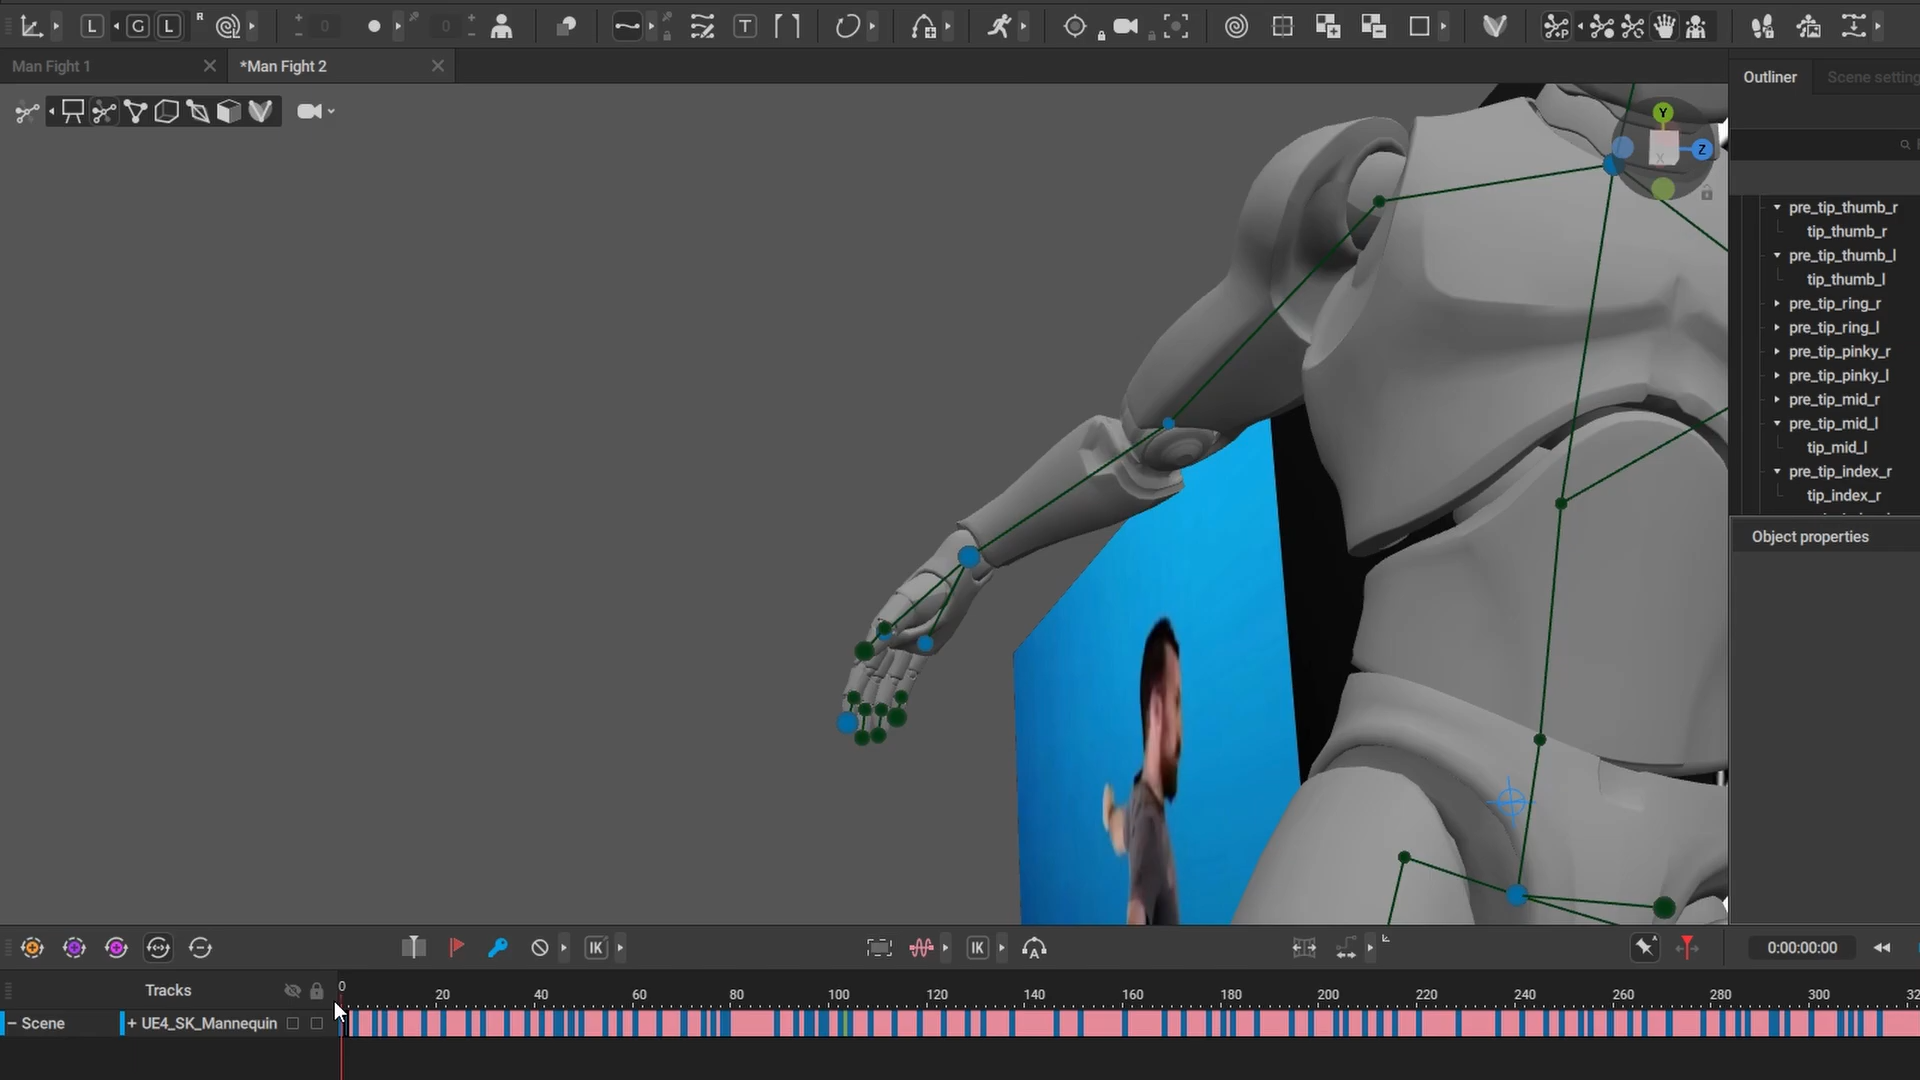 L G L R
T
Man Fight 1
*Man Fight 2
Outliner
Scene setting
Y
Z
X
pre_tip_thumb_r
tip_thumb_r
pre_tip_thumb_l
tip_thumb_l
pre_tip_ring_r
pre_tip_ring_l
pre_tip_pinky_r
pre_tip_pinky_l
pre_tip_mid_r
pre_tip_mid_l
tip_mid_l
pre_tip_index_r
tip_index_r
Object properties
IK
IK
0:00:00:00
Tracks
0 20 40 60 80 100 120 140 160 180 200 220 240 260 280 300 32
Scene
+ UE4_SK_Mannequin